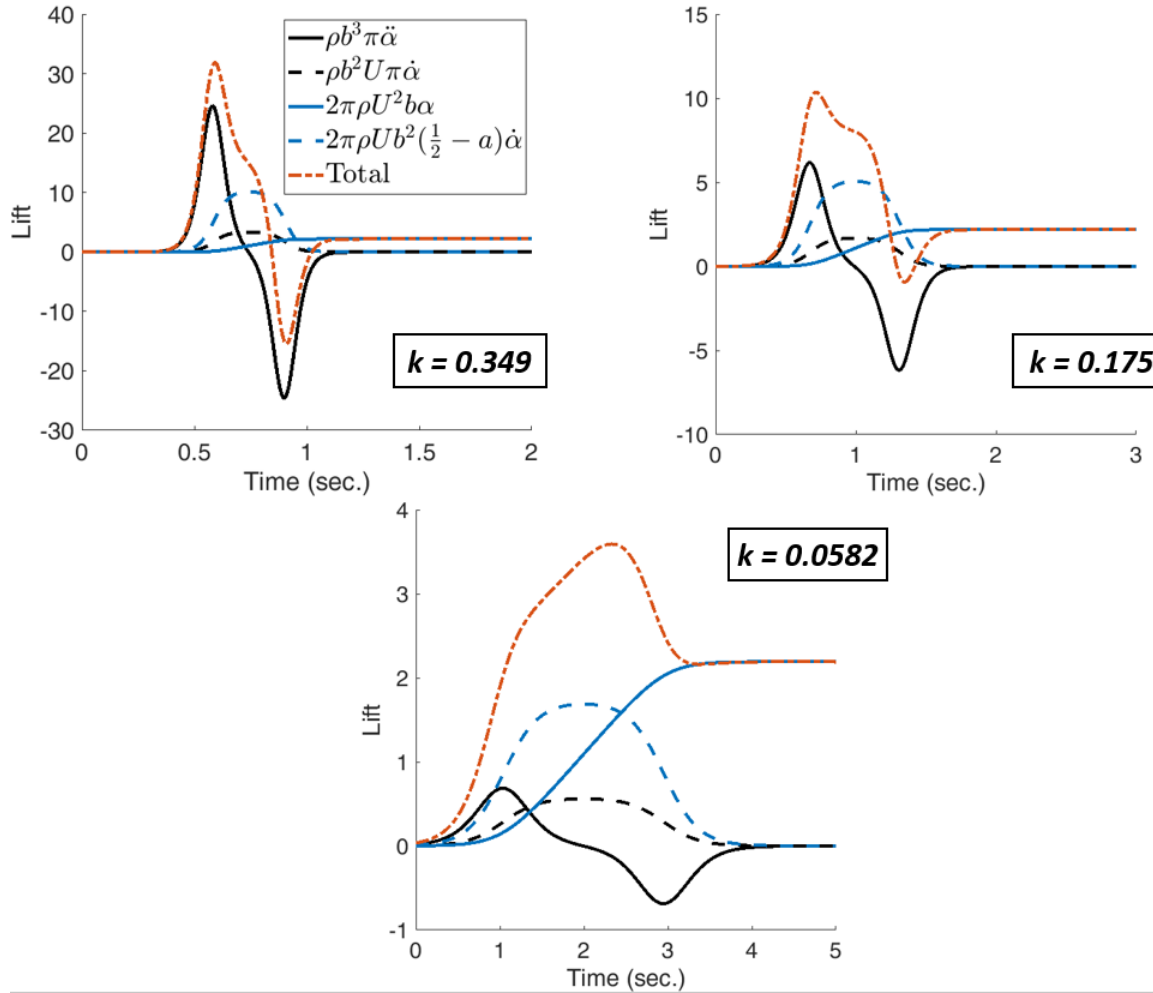 40
30
20
10
0
-10
-20
-30
Lift
0
0.5
1
1.5
2
Time (sec.)
ρb³πα̈
ρb²Uπα̇
2πρU²bα
2πρUb²(½ − a)α̇
Total
k = 0.349
15
10
5
0
-5
-10
Lift
0
1
2
3
Time (sec.)
k = 0.175
4
3
2
1
0
-1
Lift
0
1
2
3
4
5
Time (sec.)
k = 0.0582